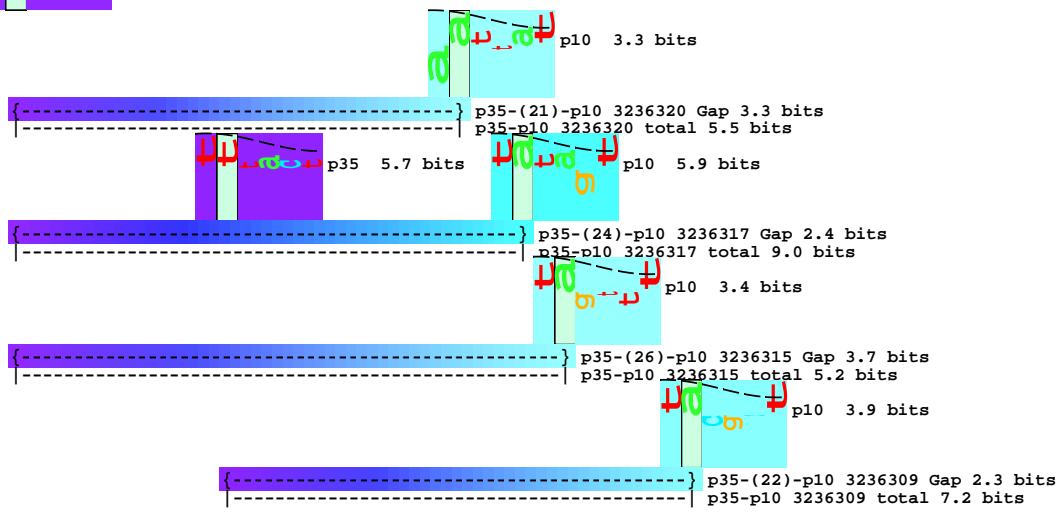 a a t t a t p10 3.3 bits
{---------------------------------------------} p35-(21)-p10 3236320 Gap 3.3 bits
|---------------------------------------------| p35-p10 3236320 total 5.5 bits
t t t a c t p35 5.7 bits t a t a g t p10 5.9 bits
{---------------------------------------------------} p35-(24)-p10 3236317 Gap 2.4 bits
|---------------------------------------------------| p35-p10 3236317 total 9.0 bits
t a g t t t p10 3.4 bits
{-------------------------------------------------------} p35-(26)-p10 3236315 Gap 3.7 bits
|-------------------------------------------------------| p35-p10 3236315 total 5.2 bits
t a c g t p10 3.9 bits
{-----------------------------------------------} p35-(22)-p10 3236309 Gap 2.3 bits
|-----------------------------------------------| p35-p10 3236309 total 7.2 bits